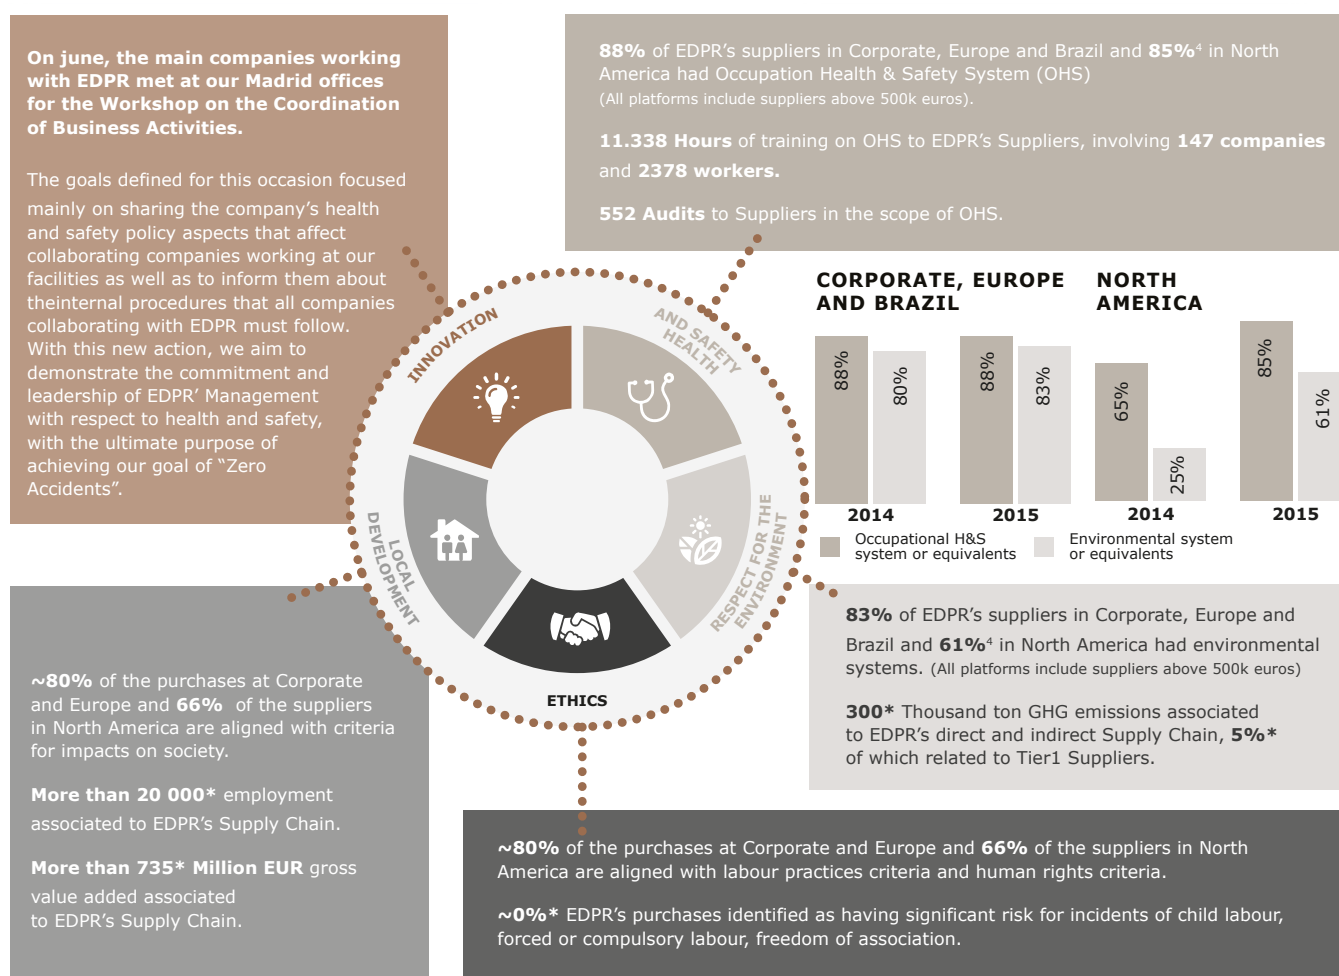 On june, the main companies working
with EDPR met at our Madrid offices
for the Workshop on the Coordination
of Business Activities.
The goals defined for this occasion focused
mainly on sharing the company's health
and safety policy aspects that affect
collaborating companies working at our
facilities as well as to inform them about
theinternal procedures that all companies
collaborating with EDPR must follow.
With this new action, we aim to
demonstrate the commitment and
leadership of EDPR' Management
with respect to health and safety,
with the ultimate purpose of
achieving our goal of "Zero
Accidents".
88% of EDPR's suppliers in Corporate, Europe and Brazil and 85%⁴ in North
America had Occupation Health & Safety System (OHS)
(All platforms include suppliers above 500k euros).
11.338 Hours of training on OHS to EDPR's Suppliers, involving 147 companies
and 2378 workers.
552 Audits to Suppliers in the scope of OHS.
INNOVATION
AND SAFETY
HEALTH
RESPECT FOR THE
ENVIRONMENT
ETHICS
LOCAL
DEVELOPMENT
CORPORATE, EUROPE
AND BRAZIL
88%
80%
2014
88%
83%
2015
NORTH
AMERICA
65%
25%
2014
85%
61%
2015
Occupational H&S
system or equivalents
Environmental system
or equivalents
83% of EDPR's suppliers in Corporate, Europe and
Brazil and 61%⁴ in North America had environmental
systems. (All platforms include suppliers above 500k euros)
300* Thousand ton GHG emissions associated
to EDPR's direct and indirect Supply Chain, 5%*
of which related to Tier1 Suppliers.
~80% of the purchases at Corporate
and Europe and 66% of the suppliers
in North America are aligned with criteria
for impacts on society.
More than 20 000* employment
associated to EDPR's Supply Chain.
More than 735* Million EUR gross
value added associated
to EDPR's Supply Chain.
~80% of the purchases at Corporate and Europe and 66% of the suppliers in North
America are aligned with labour practices criteria and human rights criteria.
~0%* EDPR's purchases identified as having significant risk for incidents of child labour,
forced or compulsory labour, freedom of association.